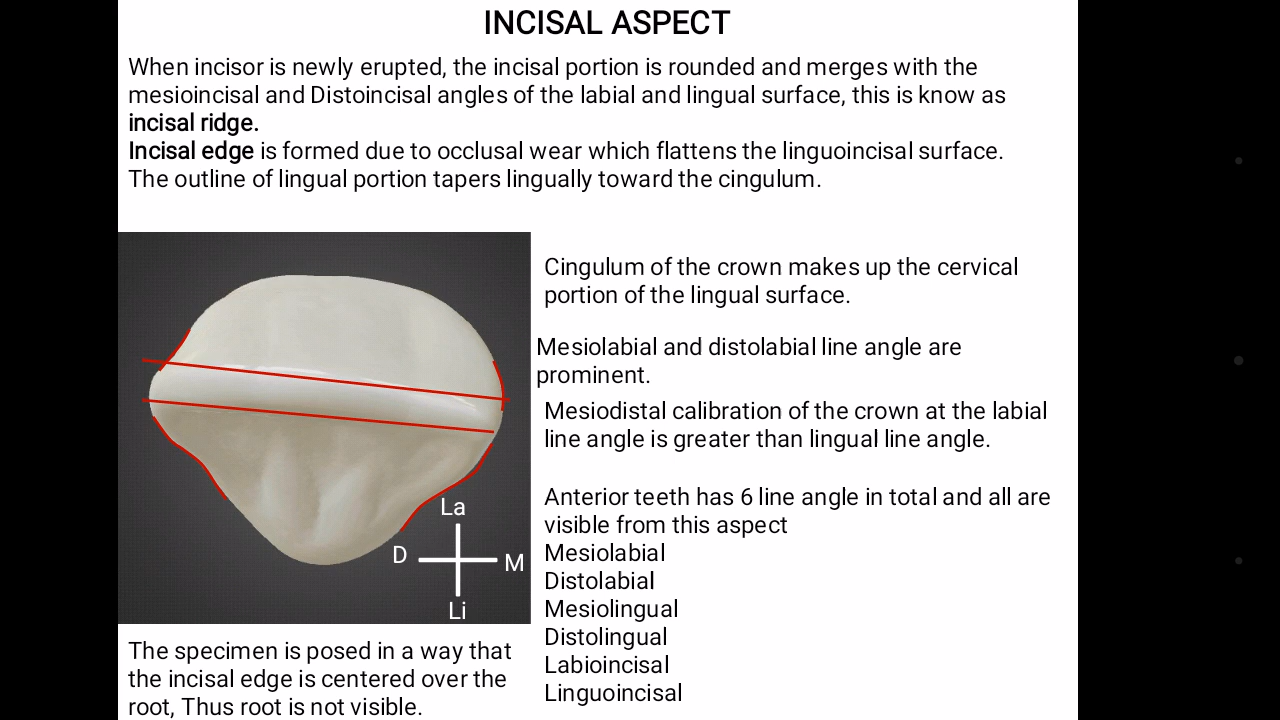 INCISAL ASPECT
When incisor is newly erupted, the incisal portion is rounded and merges with the
mesioincisal and Distoincisal angles of the labial and lingual surface, this is know as
incisal ridge.
Incisal edge is formed due to occlusal wear which flattens the linguoincisal surface.
The outline of lingual portion tapers lingually toward the cingulum.
Cingulum of the crown makes up the cervical
portion of the lingual surface.
Mesiolabial and distolabial line angle are
prominent.
Mesiodistal calibration of the crown at the labial
line angle is greater than lingual line angle.
Anterior teeth has 6 line angle in total and all are
visible from this aspect
Mesiolabial
Distolabial
Mesiolingual
Distolingual
Labioincisal
Linguoincisal
La
D
M
Li
The specimen is posed in a way that
the incisal edge is centered over the
root, Thus root is not visible.